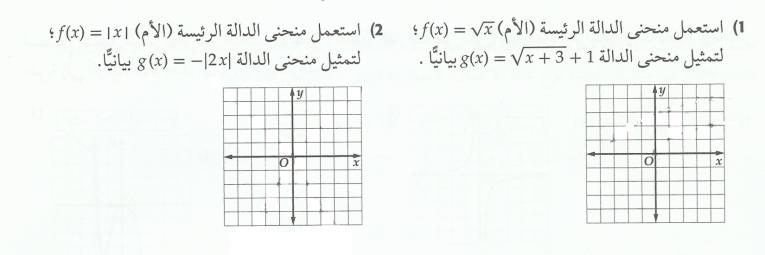 1) استعمل منحنى الدالة الرئيسة (الأم) f(x) = √x ؛
لتمثيل منحنى الدالة g(x) = √(x + 3) + 1 بيانيًّا .
y
O
x
2) استعمل منحنى الدالة الرئيسة (الأم) f(x) = |x| ؛
لتمثيل منحنى الدالة g(x) = −|2x| بيانيًّا.
y
O
x